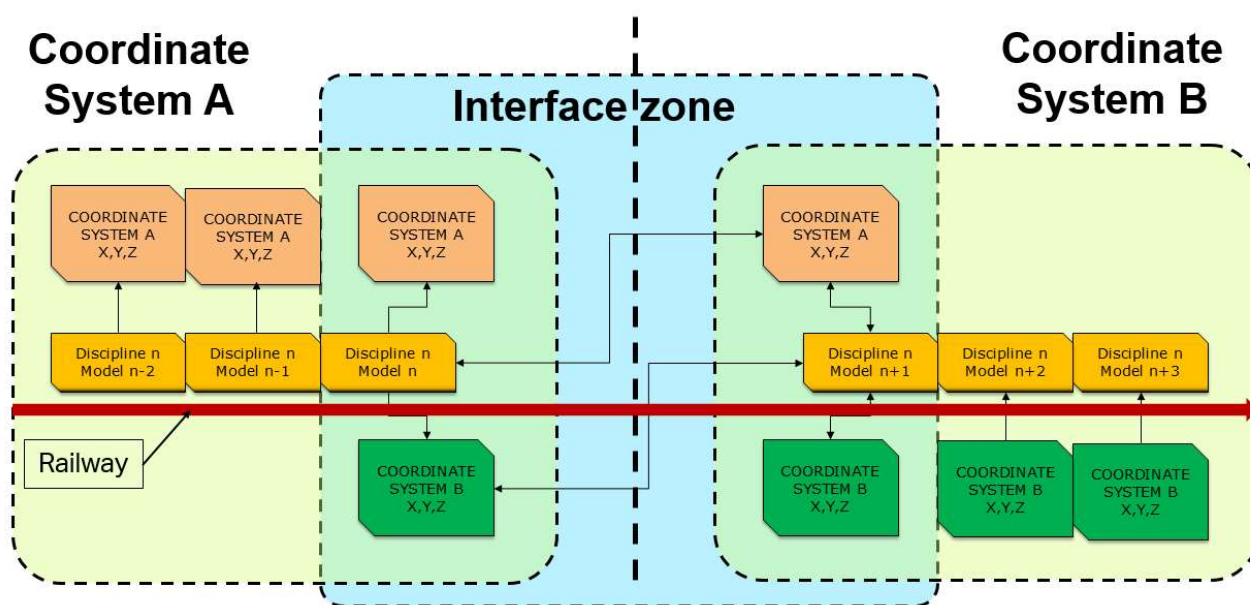 Coordinate
System A
Interface zone
Coordinate
System B
COORDINATE
SYSTEM A
X,Y,Z
COORDINATE
SYSTEM A
X,Y,Z
COORDINATE
SYSTEM A
X,Y,Z
COORDINATE
SYSTEM A
X,Y,Z
Discipline n
Model n-2
Discipline n
Model n-1
Discipline n
Model n
Discipline n
Model n+1
Discipline n
Model n+2
Discipline n
Model n+3
Railway
COORDINATE
SYSTEM B
X,Y,Z
COORDINATE
SYSTEM B
X,Y,Z
COORDINATE
SYSTEM B
X,Y,Z
COORDINATE
SYSTEM B
X,Y,Z